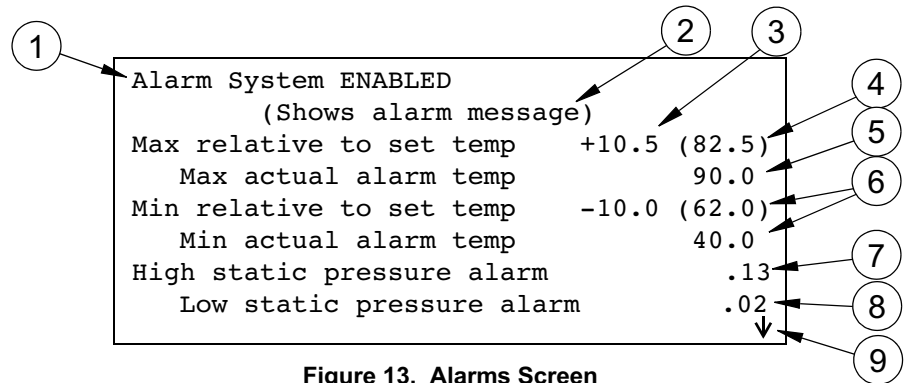 1
2
3
Alarm System ENABLED
(Shows alarm message)
Max relative to set temp +10.5 (82.5)
4
Max actual alarm temp 90.0
5
Min relative to set temp -10.0 (62.0)
6
Min actual alarm temp 40.0
High static pressure alarm .13
7
Low static pressure alarm .02
8
9
Figure 13. Alarms Screen